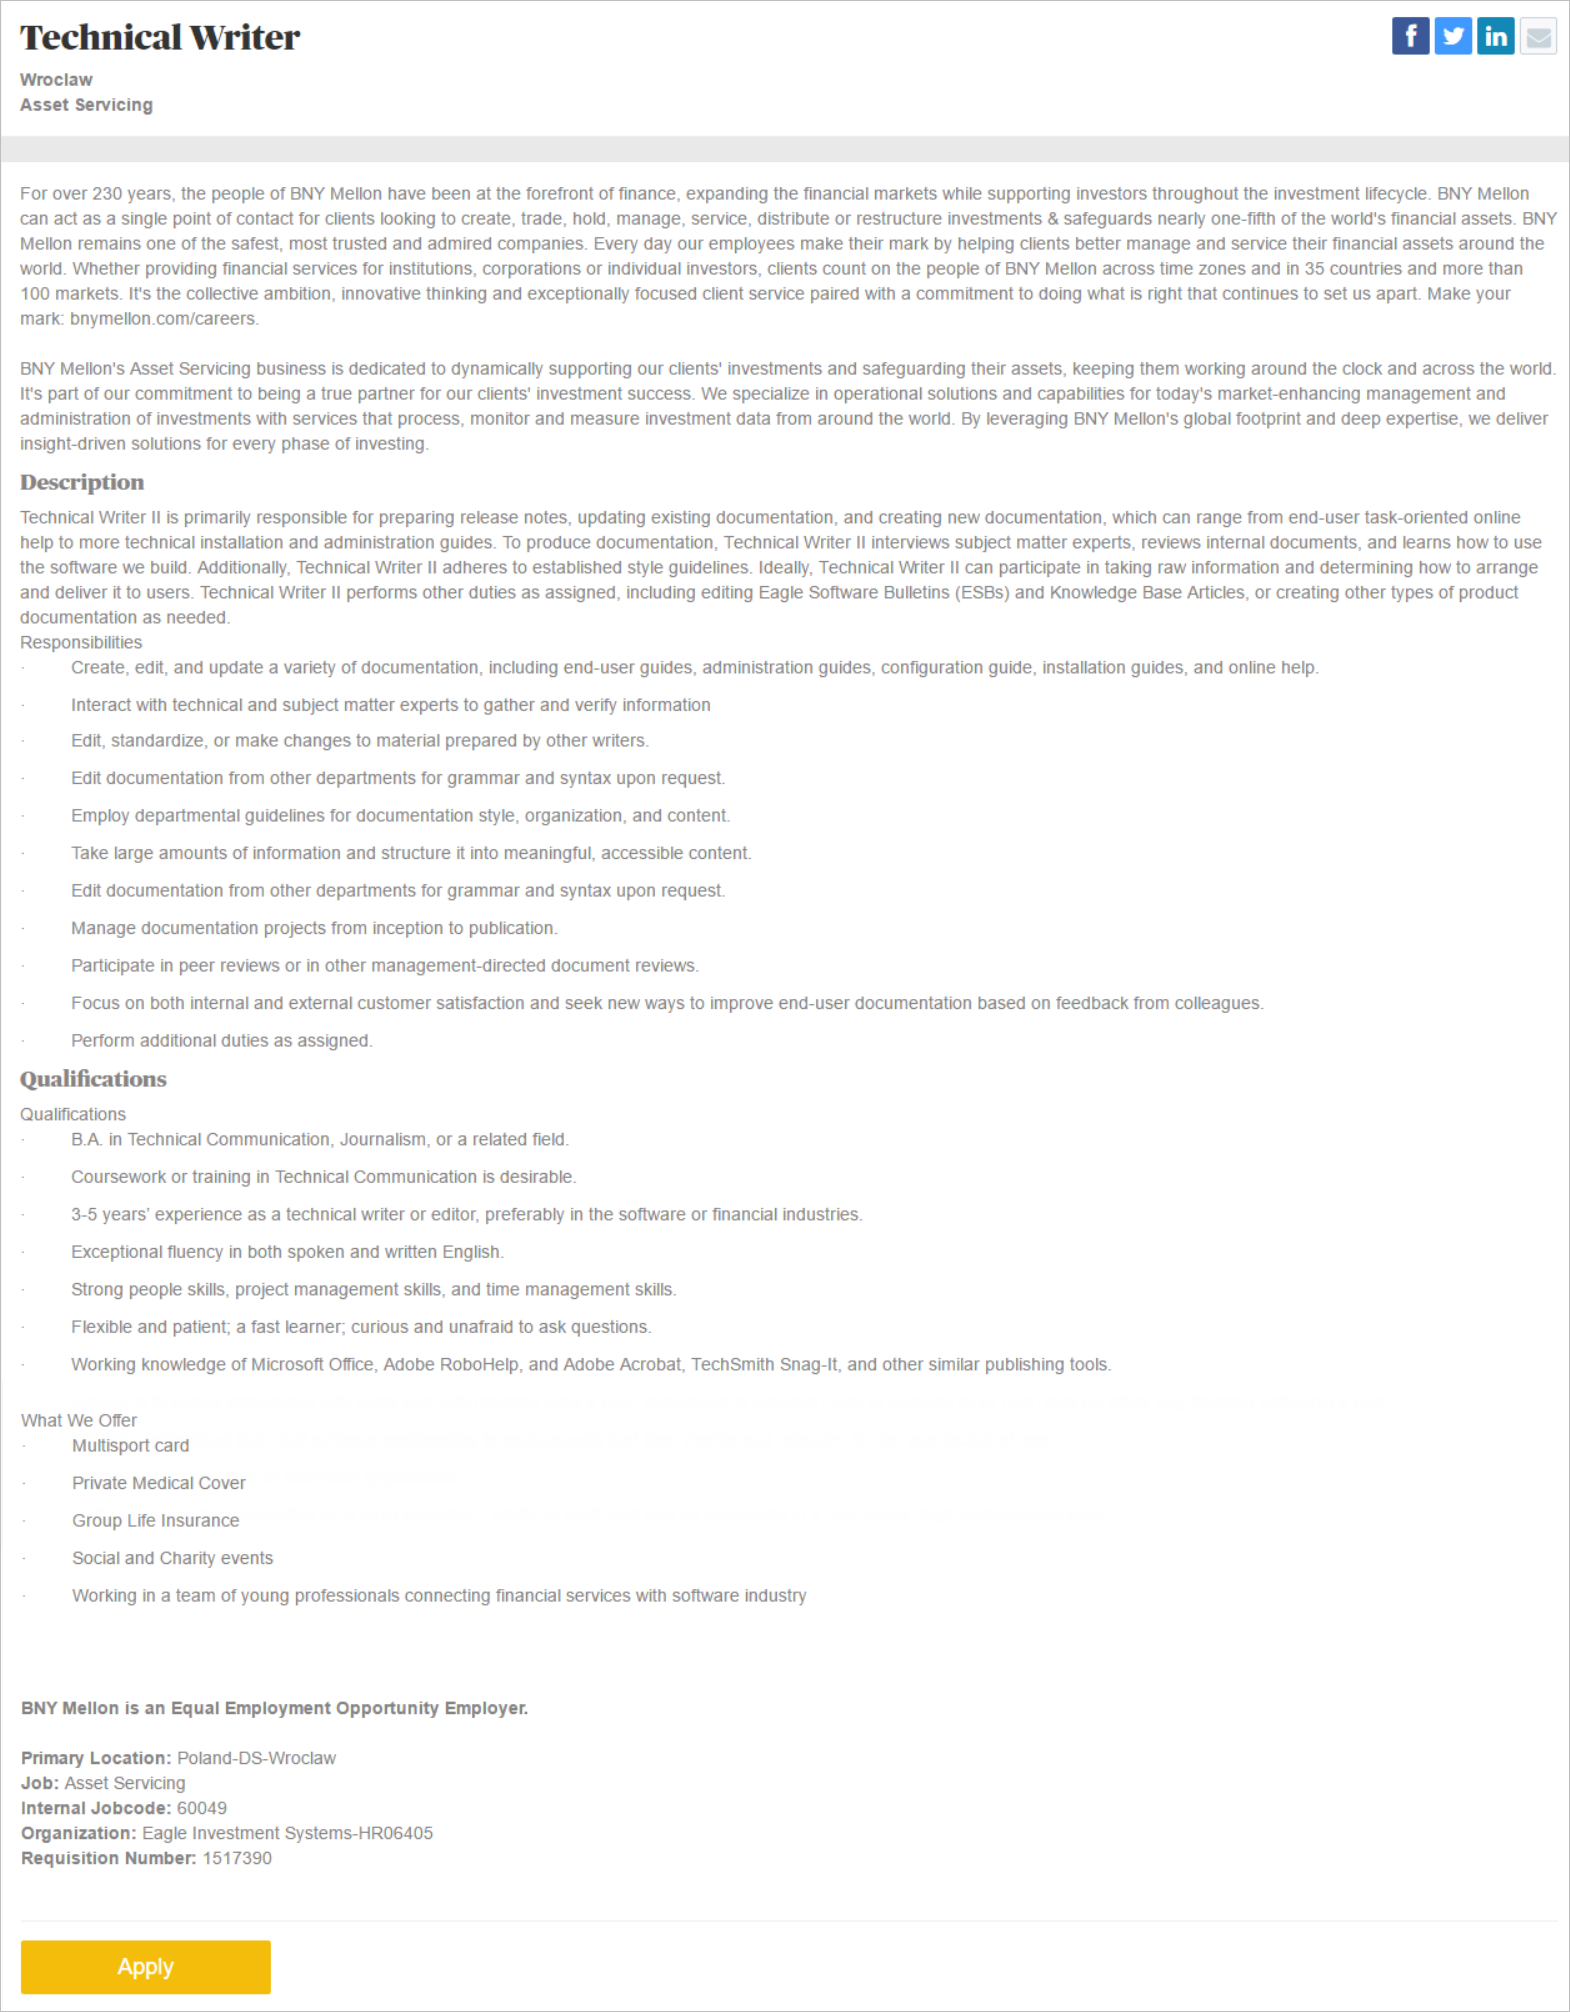 Technical Writer
Wroclaw
Asset Servicing
For over 230 years, the people of BNY Mellon have been at the forefront of finance, expanding the financial markets while supporting investors throughout the investment lifecycle. BNY Mellon
can act as a single point of contact for clients looking to create, trade, hold, manage, service, distribute or restructure investments & safeguards nearly one-fifth of the world's financial assets. BNY
Mellon remains one of the safest, most trusted and admired companies. Every day our employees make their mark by helping clients better manage and service their financial assets around the
world. Whether providing financial services for institutions, corporations or individual investors, clients count on the people of BNY Mellon across time zones and in 35 countries and more than
100 markets. It's the collective ambition, innovative thinking and exceptionally focused client service paired with a commitment to doing what is right that continues to set us apart. Make your
mark: bnymellon.com/careers.
BNY Mellon's Asset Servicing business is dedicated to dynamically supporting our clients' investments and safeguarding their assets, keeping them working around the clock and across the world.
It's part of our commitment to being a true partner for our clients' investment success. We specialize in operational solutions and capabilities for today's market-enhancing management and
administration of investments with services that process, monitor and measure investment data from around the world. By leveraging BNY Mellon's global footprint and deep expertise, we deliver
insight-driven solutions for every phase of investing.
Description
Technical Writer II is primarily responsible for preparing release notes, updating existing documentation, and creating new documentation, which can range from end-user task-oriented online
help to more technical installation and administration guides. To produce documentation, Technical Writer II interviews subject matter experts, reviews internal documents, and learns how to use
the software we build. Additionally, Technical Writer II adheres to established style guidelines. Ideally, Technical Writer II can participate in taking raw information and determining how to arrange
and deliver it to users. Technical Writer II performs other duties as assigned, including editing Eagle Software Bulletins (ESBs) and Knowledge Base Articles, or creating other types of product
documentation as needed.
Responsibilities
· Create, edit, and update a variety of documentation, including end-user guides, administration guides, configuration guide, installation guides, and online help.
· Interact with technical and subject matter experts to gather and verify information
· Edit, standardize, or make changes to material prepared by other writers.
· Edit documentation from other departments for grammar and syntax upon request.
· Employ departmental guidelines for documentation style, organization, and content.
· Take large amounts of information and structure it into meaningful, accessible content.
· Edit documentation from other departments for grammar and syntax upon request.
· Manage documentation projects from inception to publication.
· Participate in peer reviews or in other management-directed document reviews.
· Focus on both internal and external customer satisfaction and seek new ways to improve end-user documentation based on feedback from colleagues.
· Perform additional duties as assigned.
Qualifications
Qualifications
· B.A. in Technical Communication, Journalism, or a related field.
· Coursework or training in Technical Communication is desirable.
· 3-5 years' experience as a technical writer or editor, preferably in the software or financial industries.
· Exceptional fluency in both spoken and written English.
· Strong people skills, project management skills, and time management skills.
· Flexible and patient; a fast learner; curious and unafraid to ask questions.
· Working knowledge of Microsoft Office, Adobe RoboHelp, and Adobe Acrobat, TechSmith Snag-It, and other similar publishing tools.
What We Offer
· Multisport card
· Private Medical Cover
· Group Life Insurance
· Social and Charity events
· Working in a team of young professionals connecting financial services with software industry
BNY Mellon is an Equal Employment Opportunity Employer.
Primary Location: Poland-DS-Wroclaw
Job: Asset Servicing
Internal Jobcode: 60049
Organization: Eagle Investment Systems-HR06405
Requisition Number: 1517390
Apply